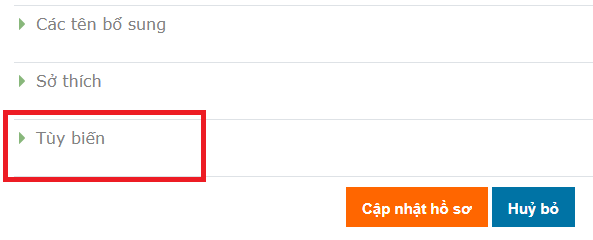 Các tên bổ sung
Sở thích
Tùy biến
Cập nhật hồ sơ Huỷ bỏ